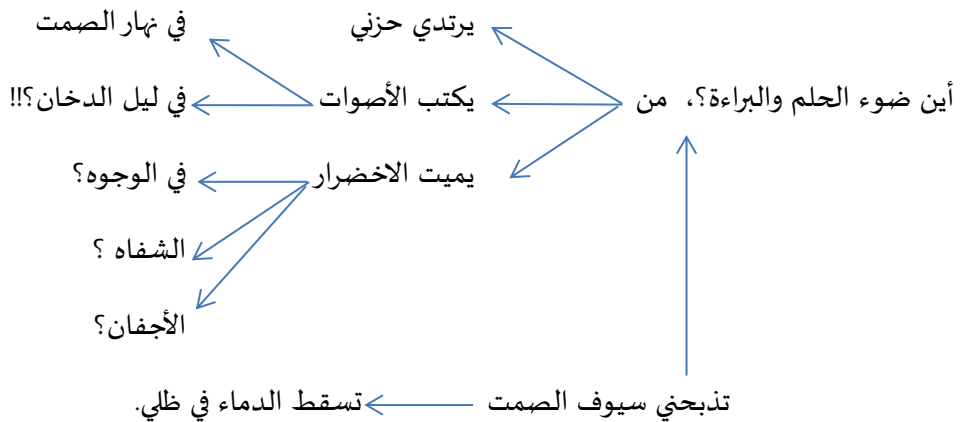 يرتدي حزني في نهار الصمت
أين ضوء الحلم والبراءة؟، من يكتب الأصوات في ليل الدخان؟!!
يميت الاخضرار في الوجوه؟
الشفاه ؟
الأجفان؟
تذبحني سيوف الصمت تسقط الدماء في ظلي.